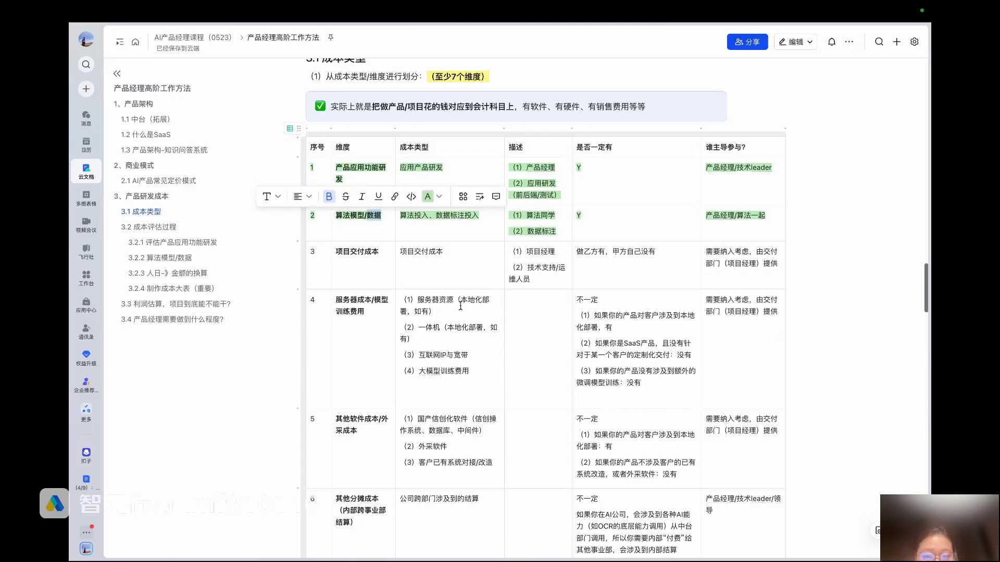 AI产品经理课程（0523） > 产品经理高阶工作方法
已经保存到云端
分享
编辑
消息
25
日历
云文档
多维表格
视频会议
飞行社
工作台
应用中心
通讯录
权益升级
企业推荐...
更多
扣子
(4/9)：...
产品经理高阶工作方法
1、产品架构
1.1 中台（拓展）
1.2 什么是SaaS
1.3 产品架构-知识问答系统
2、商业模式
2.1 AI产品常见定价模式
3、产品研发成本
3.1 成本类型
3.2 成本评估过程
3.2.1 评估产品应用功能研发
3.2.2 算法模型/数据
3.2.3 人日-》金额的换算
3.2.4 制作成本大表（重要）
3.3 利润估算，项目到底能不能干?
3.4 产品经理需要做到什么程度?
3.1 成本类型
（1）从成本类型/维度进行划分：（至少7个维度）
实际上就是把做产品/项目花的钱对应到会计科目上，有软件、有硬件、有销售费用等等
序号 维度 成本类型 描述 是否一定有 谁主导参与?
1 产品应用功能研 应用产品研发 （1）产品经理 Y 产品经理/技术leader
发
（2）应用研发
（前后端/测试）
2 算法模型/数据 算法投入、数据标注投入 （1）算法同学 Y 产品经理/算法一起
（2）数据标注
3 项目交付成本 项目交付成本 （1）项目经理 做乙方有，甲方自己没有 需要纳入考虑，由交付
部门（项目经理）提供
（2）技术支持/运
维人员
4 服务器成本/模型 （1）服务器资源（本地化部 不一定 需要纳入考虑，由交付
训练费用 署，如有） 部门（项目经理）提供
（1）如果你的产品对客户涉及到本地
（2）一体机（本地化部署，如 化部署，有
有）
（2）如果你是SaaS产品，且没有针
（3）互联网IP与宽带 对于某一个客户的定制化交付：没有
（4）大模型训练费用 （3）如果你的产品没有涉及到额外的
微调模型训练：没有
5 其他软件成本/外 （1）国产信创化软件（信创操 不一定 需要纳入考虑，由交付
采成本 作系统、数据库、中间件） 部门（项目经理）提供
（1）如果你的产品对客户涉及到本地
（2）外采软件 化部署：有
（3）客户已有系统对接/改造 （2）如果你的产品不涉及客户的已有
系统改造，或者外采软件：没有
6 其他分摊成本 公司跨部门涉及到的结算 不一定 产品经理/技术leader/领
（内部跨事业部 导
结算）
如果你在AI公司，会涉及到各种AI能
力（如OCR的底层能力调用）从中台
部门调用，所以你需要内部“付费”给
其他事业部，会涉及到内部结算
智